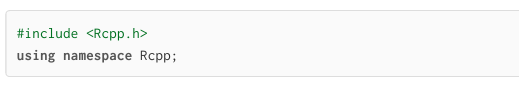 #include <Rcpp.h>
using namespace Rcpp;